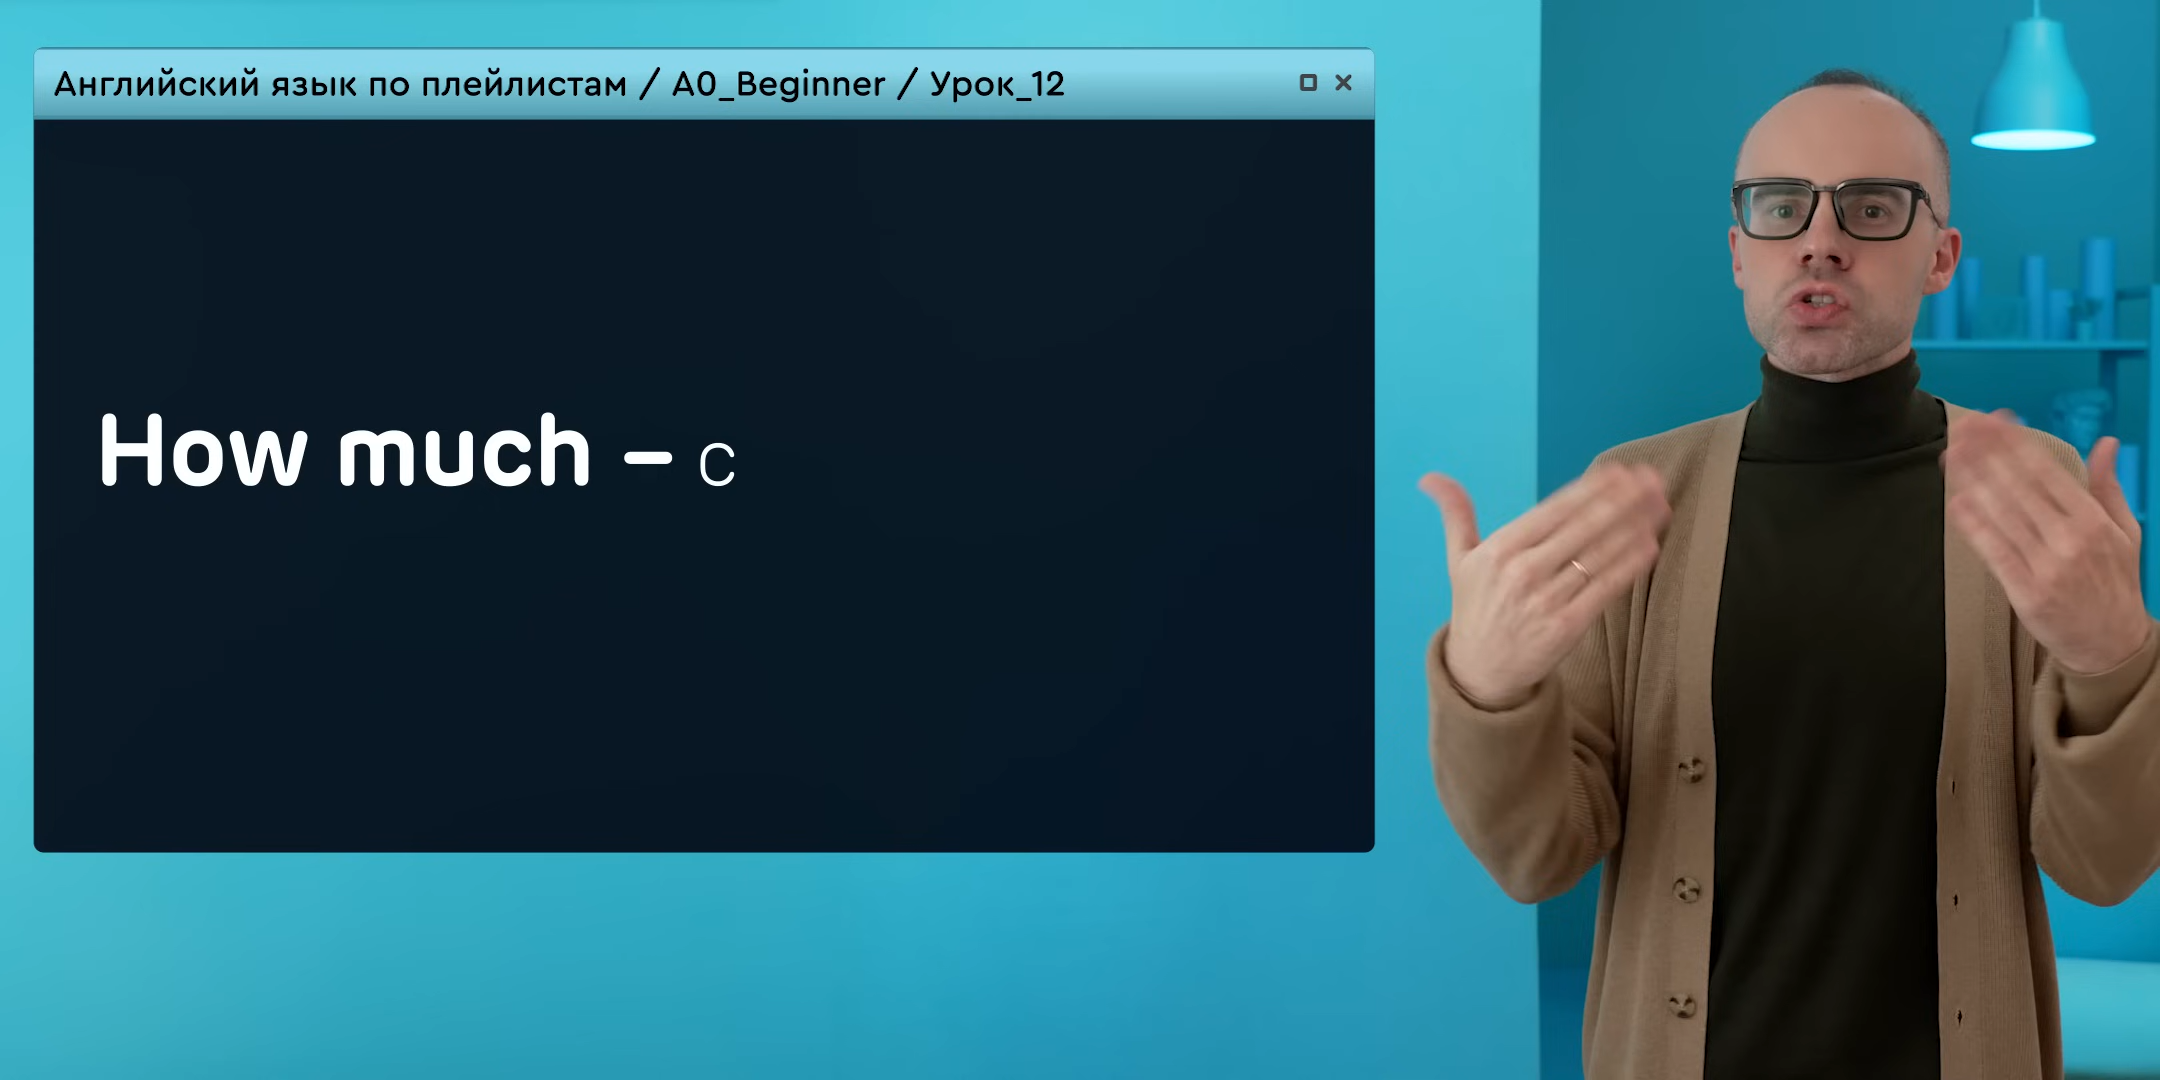 Английский язык по плейлистам / A0_Beginner / Урок_12
How much – с